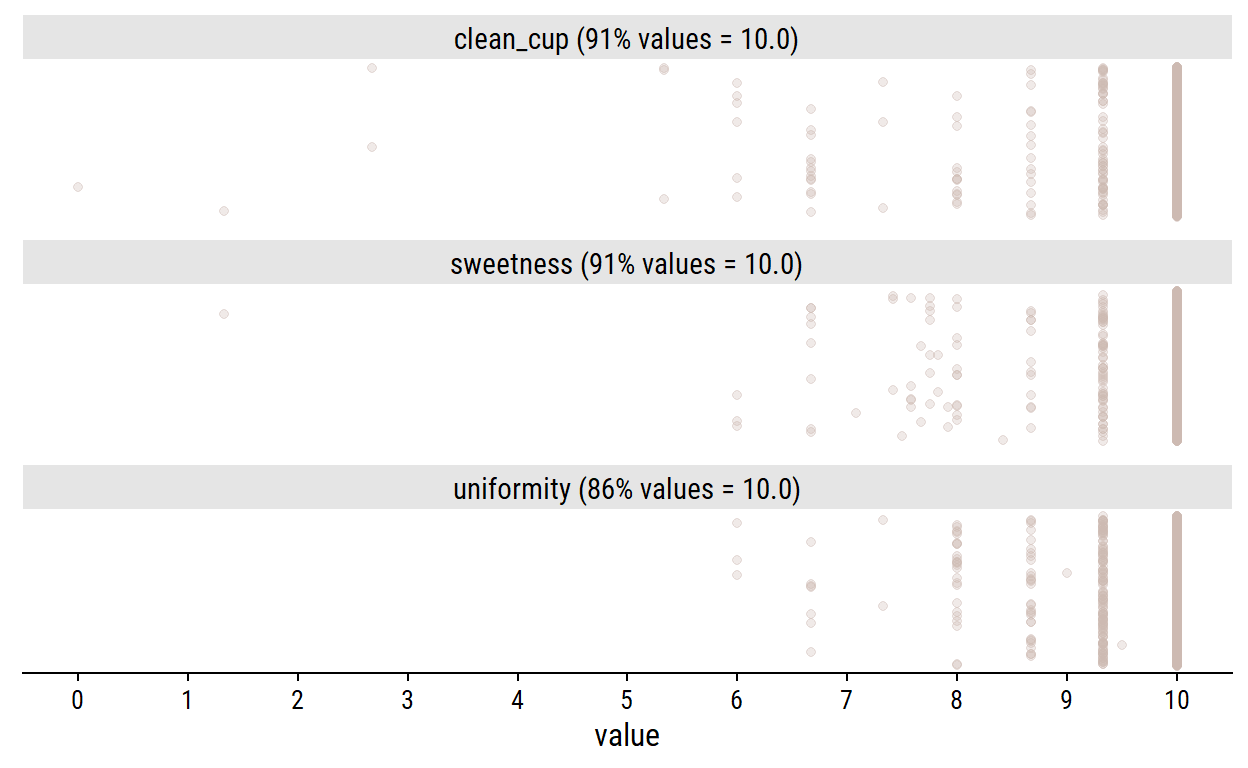 clean_cup (91% values = 10.0)
sweetness (91% values = 10.0)
uniformity (86% values = 10.0)
0 1 2 3 4 5 6 7 8 9 10
value